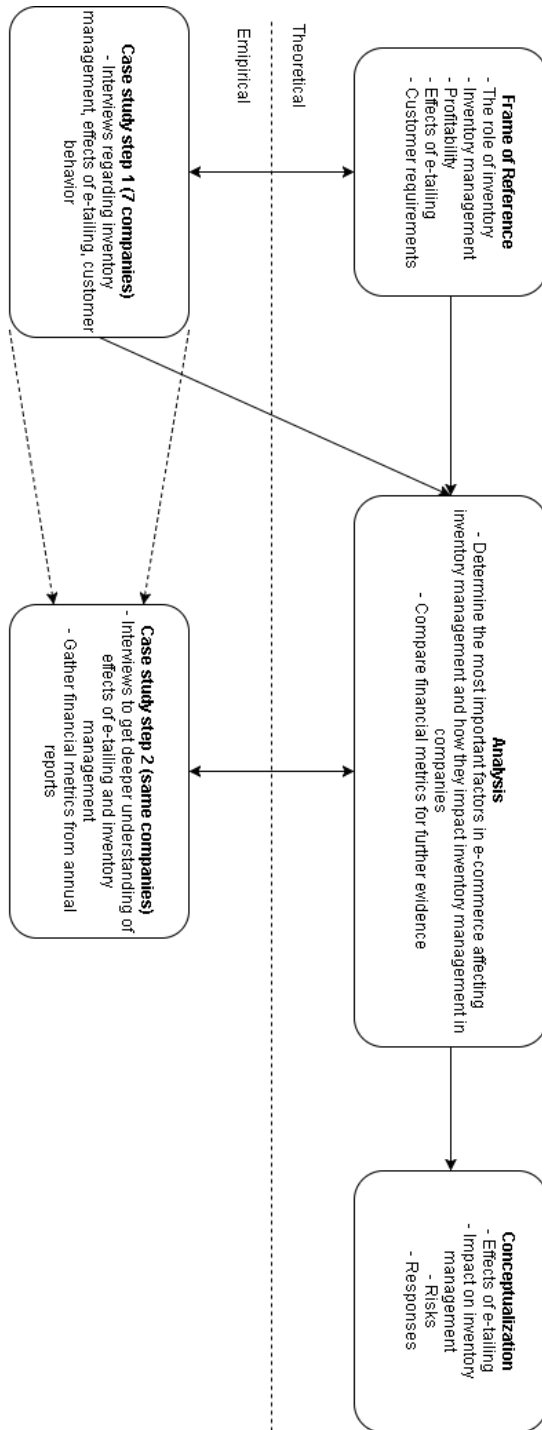 Frame of Reference
- The role of inventory
- Inventory management
- Profitability
- Effects of e-tailing
- Customer requirements
Analysis
- Determine the most important factors in e-commerce affecting
inventory management and how they impact inventory management in
companies
- Compare financial metrics for further evidence
Conceptualization
- Effects of e-tailing
- Impact on inventory
management
- Risks
- Responses
Theoretical
Emipirical
Case study step 1 (7 companies)
- Interviews regarding inventory
management, effects of e-tailing, customer
behavior
Case study step 2 (same companies)
- Interviews to get deeper understanding of
effects of e-tailing and inventory
management
- Gather financial metrics from annual
reports